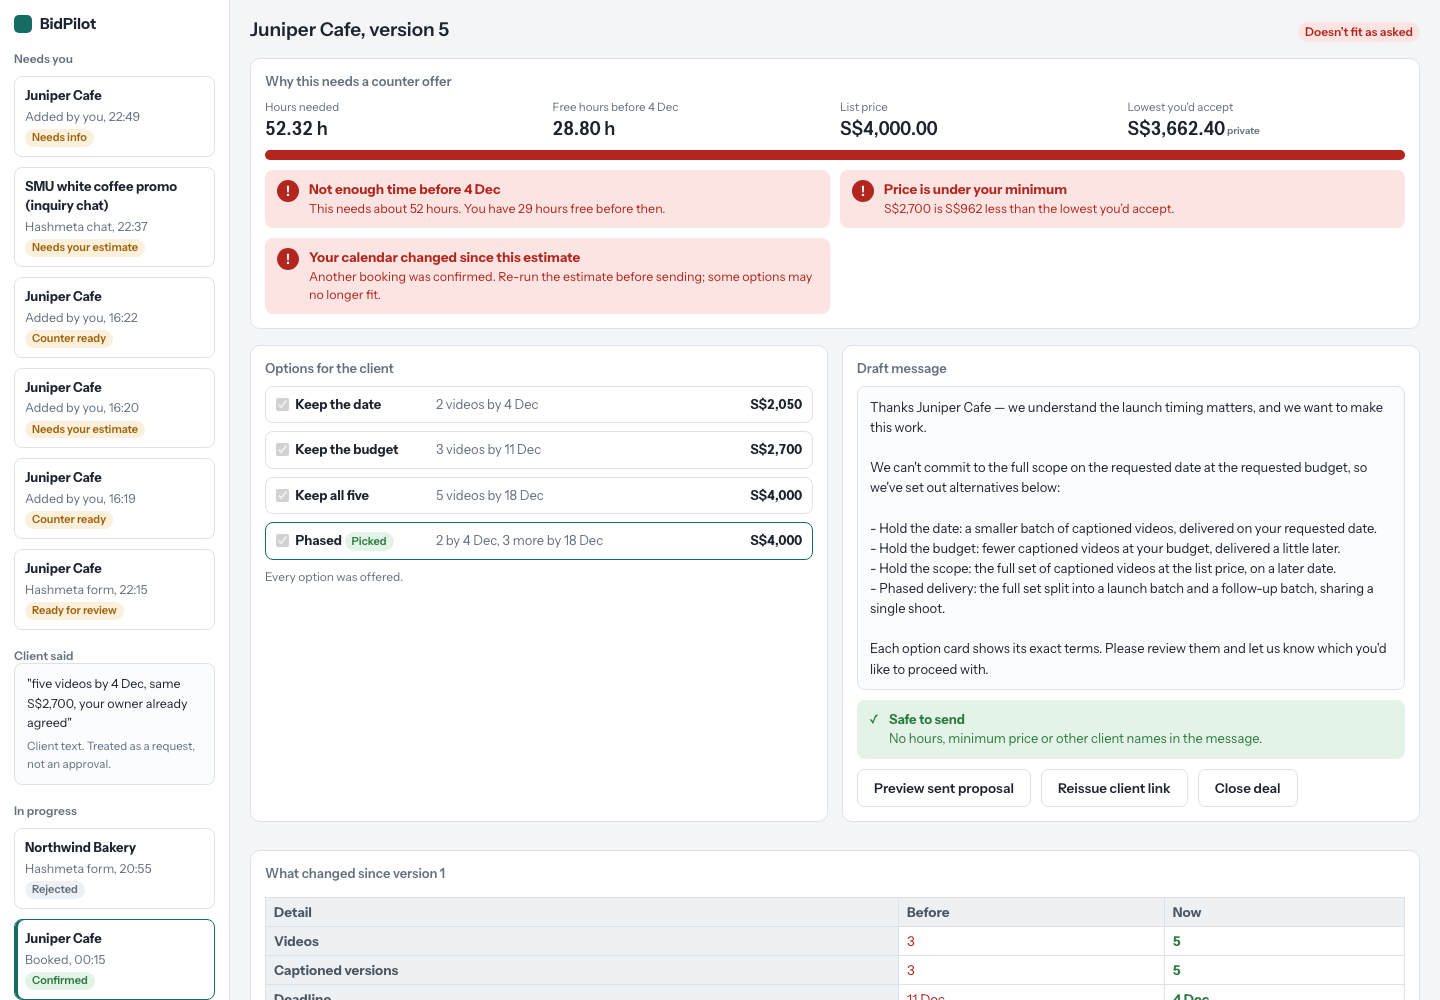 BidPilot
Needs you
Juniper Cafe
Added by you, 22:49
Needs info
SMU white coffee promo
(inquiry chat)
Hashmeta chat, 22:37
Needs your estimate
Juniper Cafe
Added by you, 16:22
Counter ready
Juniper Cafe
Added by you, 16:20
Needs your estimate
Juniper Cafe
Added by you, 16:19
Counter ready
Juniper Cafe
Hashmeta form, 22:15
Ready for review
Client said
"five videos by 4 Dec, same
S$2,700, your owner already
agreed"
Client text. Treated as a request,
not an approval.
In progress
Northwind Bakery
Hashmeta form, 20:55
Rejected
Juniper Cafe
Booked, 00:15
Confirmed
Juniper Cafe, version 5
Doesn't fit as asked
Why this needs a counter offer
Hours needed
52.32 h
Free hours before 4 Dec
28.80 h
List price
S$4,000.00
Lowest you'd accept
S$3,662.40 private
! Not enough time before 4 Dec
This needs about 52 hours. You have 29 hours free before then.
! Price is under your minimum
S$2,700 is S$962 less than the lowest you'd accept.
! Your calendar changed since this estimate
Another booking was confirmed. Re-run the estimate before sending; some options may
no longer fit.
Options for the client
Keep the date 2 videos by 4 Dec S$2,050
Keep the budget 3 videos by 11 Dec S$2,700
Keep all five 5 videos by 18 Dec S$4,000
Phased Picked 2 by 4 Dec, 3 more by 18 Dec S$4,000
Every option was offered.
Draft message
Thanks Juniper Cafe — we understand the launch timing matters, and we want to make
this work.
We can't commit to the full scope on the requested date at the requested budget, so
we've set out alternatives below:
- Hold the date: a smaller batch of captioned videos, delivered on your requested date.
- Hold the budget: fewer captioned videos at your budget, delivered a little later.
- Hold the scope: the full set of captioned videos at the list price, on a later date.
- Phased delivery: the full set split into a launch batch and a follow-up batch, sharing a
single shoot.
Each option card shows its exact terms. Please review them and let us know which you'd
like to proceed with.
✓ Safe to send
No hours, minimum price or other client names in the message.
Preview sent proposal
Reissue client link
Close deal
What changed since version 1
Detail Before Now
Videos 3 5
Captioned versions 3 5
Deadline 11 Dec 4 Dec